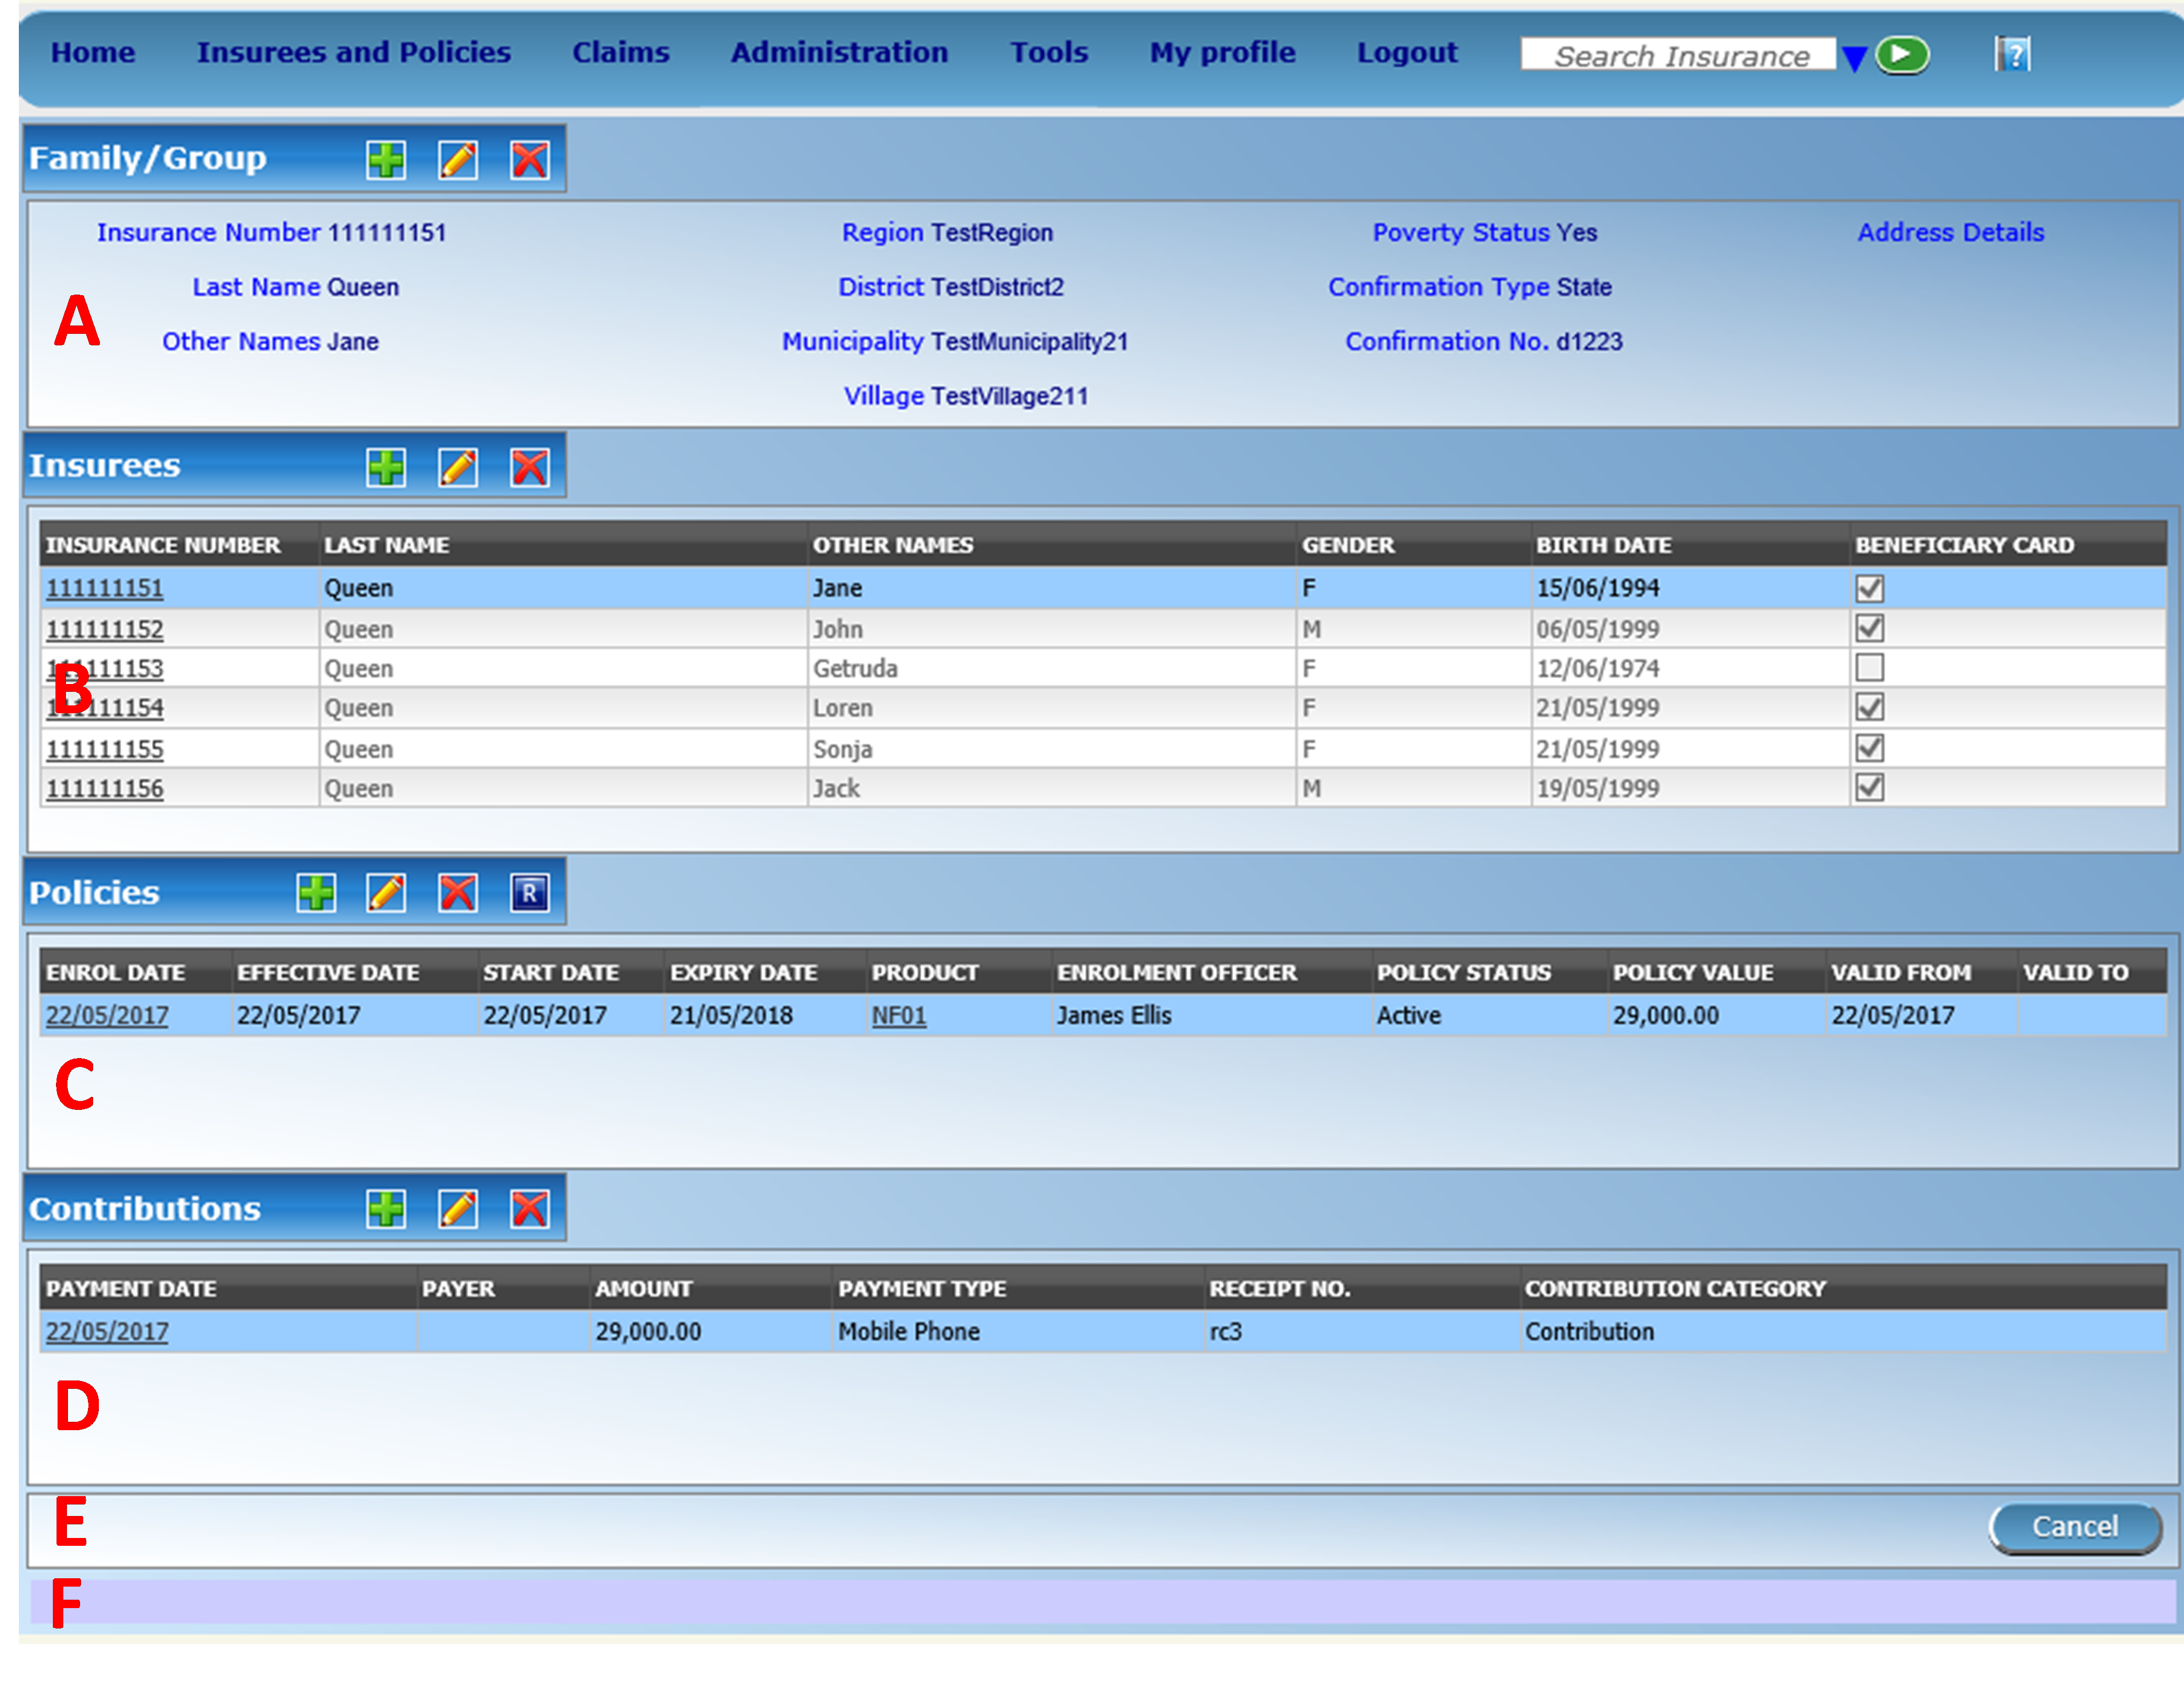 Home Insurees and Policies Claims Administration Tools My profile Logout Search Insurance ?
Family/Group
Insurance Number 111111151 Region TestRegion Poverty Status Yes Address Details
Last Name Queen District TestDistrict2 Confirmation Type State
A
Other Names Jane Municipality TestMunicipality21 Confirmation No. d1223
Village TestVillage211
Insurees
INSURANCE NUMBER LAST NAME OTHER NAMES GENDER BIRTH DATE BENEFICIARY CARD
111111151 Queen Jane F 15/06/1994
111111152 Queen John M 06/05/1999
111111153 Queen Getruda F 12/06/1974
B
111111154 Queen Loren F 21/05/1999
111111155 Queen Sonja F 21/05/1999
111111156 Queen Jack M 19/05/1999
Policies R
ENROL DATE EFFECTIVE DATE START DATE EXPIRY DATE PRODUCT ENROLMENT OFFICER POLICY STATUS POLICY VALUE VALID FROM VALID TO
22/05/2017 22/05/2017 22/05/2017 21/05/2018 NF01 James Ellis Active 29,000.00 22/05/2017
C
Contributions
PAYMENT DATE PAYER AMOUNT PAYMENT TYPE RECEIPT NO. CONTRIBUTION CATEGORY
22/05/2017 29,000.00 Mobile Phone rc3 Contribution
D
E Cancel
F